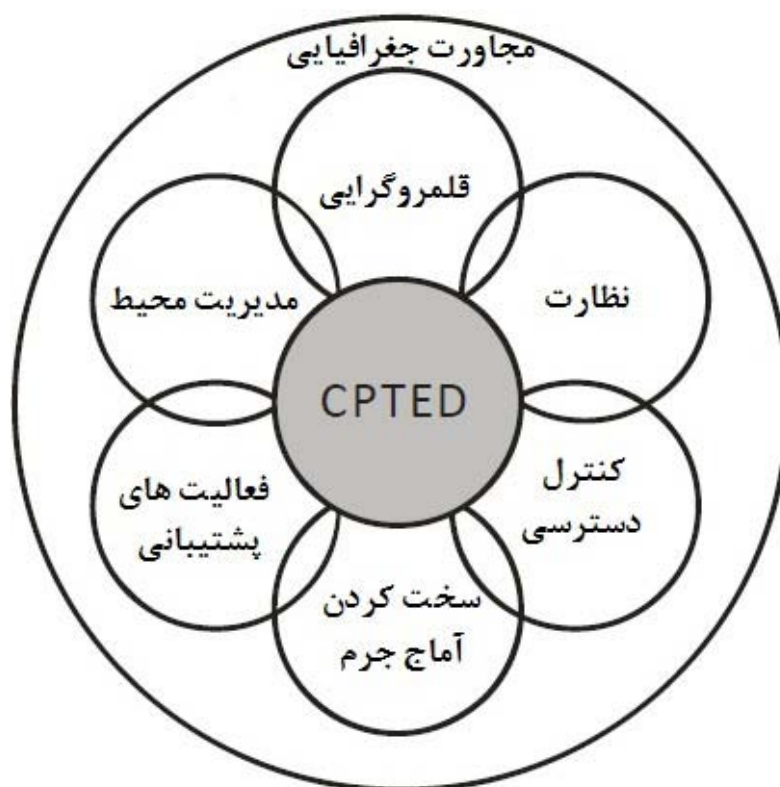 مجاورت جغرافیایی
قلمروگرایی
نظارت
مدیریت محیط
CPTED
کنترل
دسترسی
فعالیت های
پشتیبانی
سخت کردن
آماج جرم